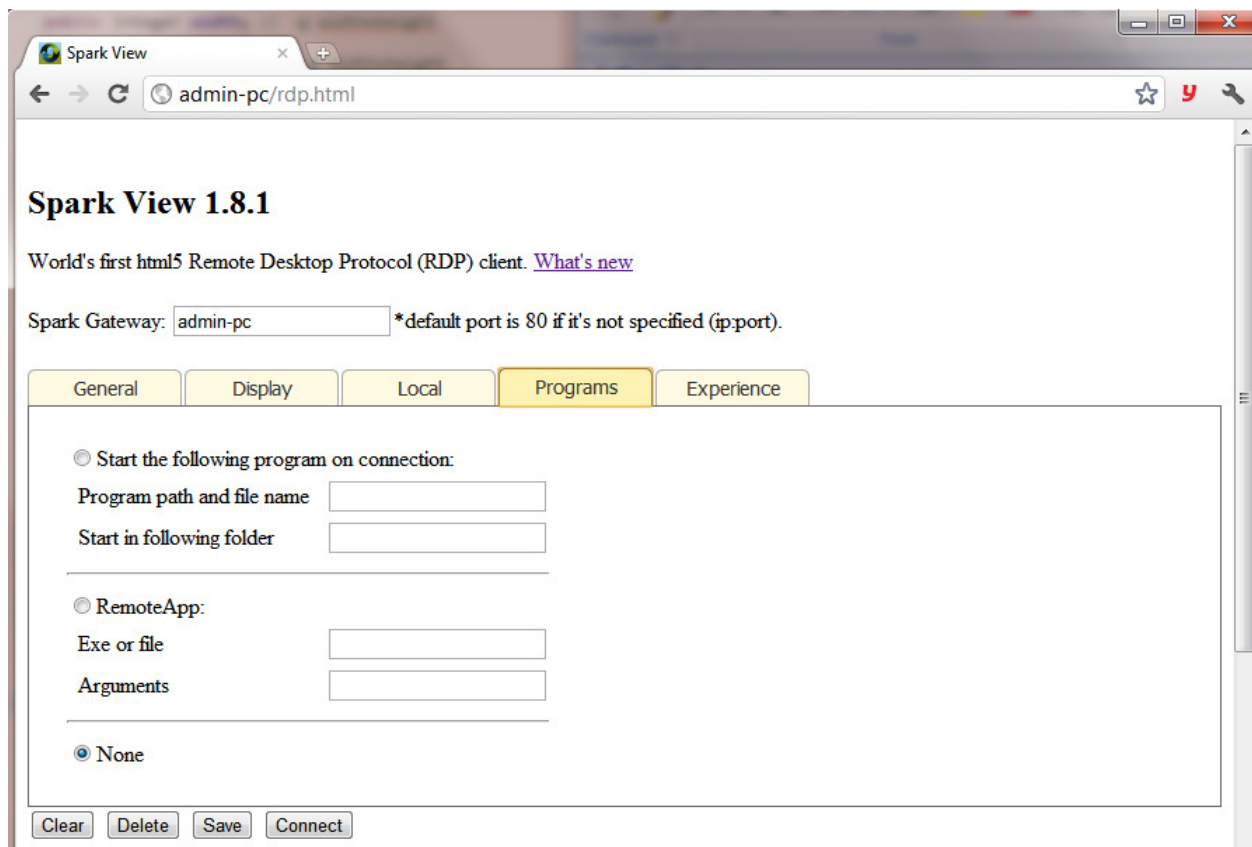 Spark View
admin-pc/rdp.html
Spark View 1.8.1
World's first html5 Remote Desktop Protocol (RDP) client. What's new
Spark Gateway: admin-pc *default port is 80 if it's not specified (ip:port).
General Display Local Programs Experience
Start the following program on connection:
Program path and file name
Start in following folder
RemoteApp:
Exe or file
Arguments
None
Clear Delete Save Connect